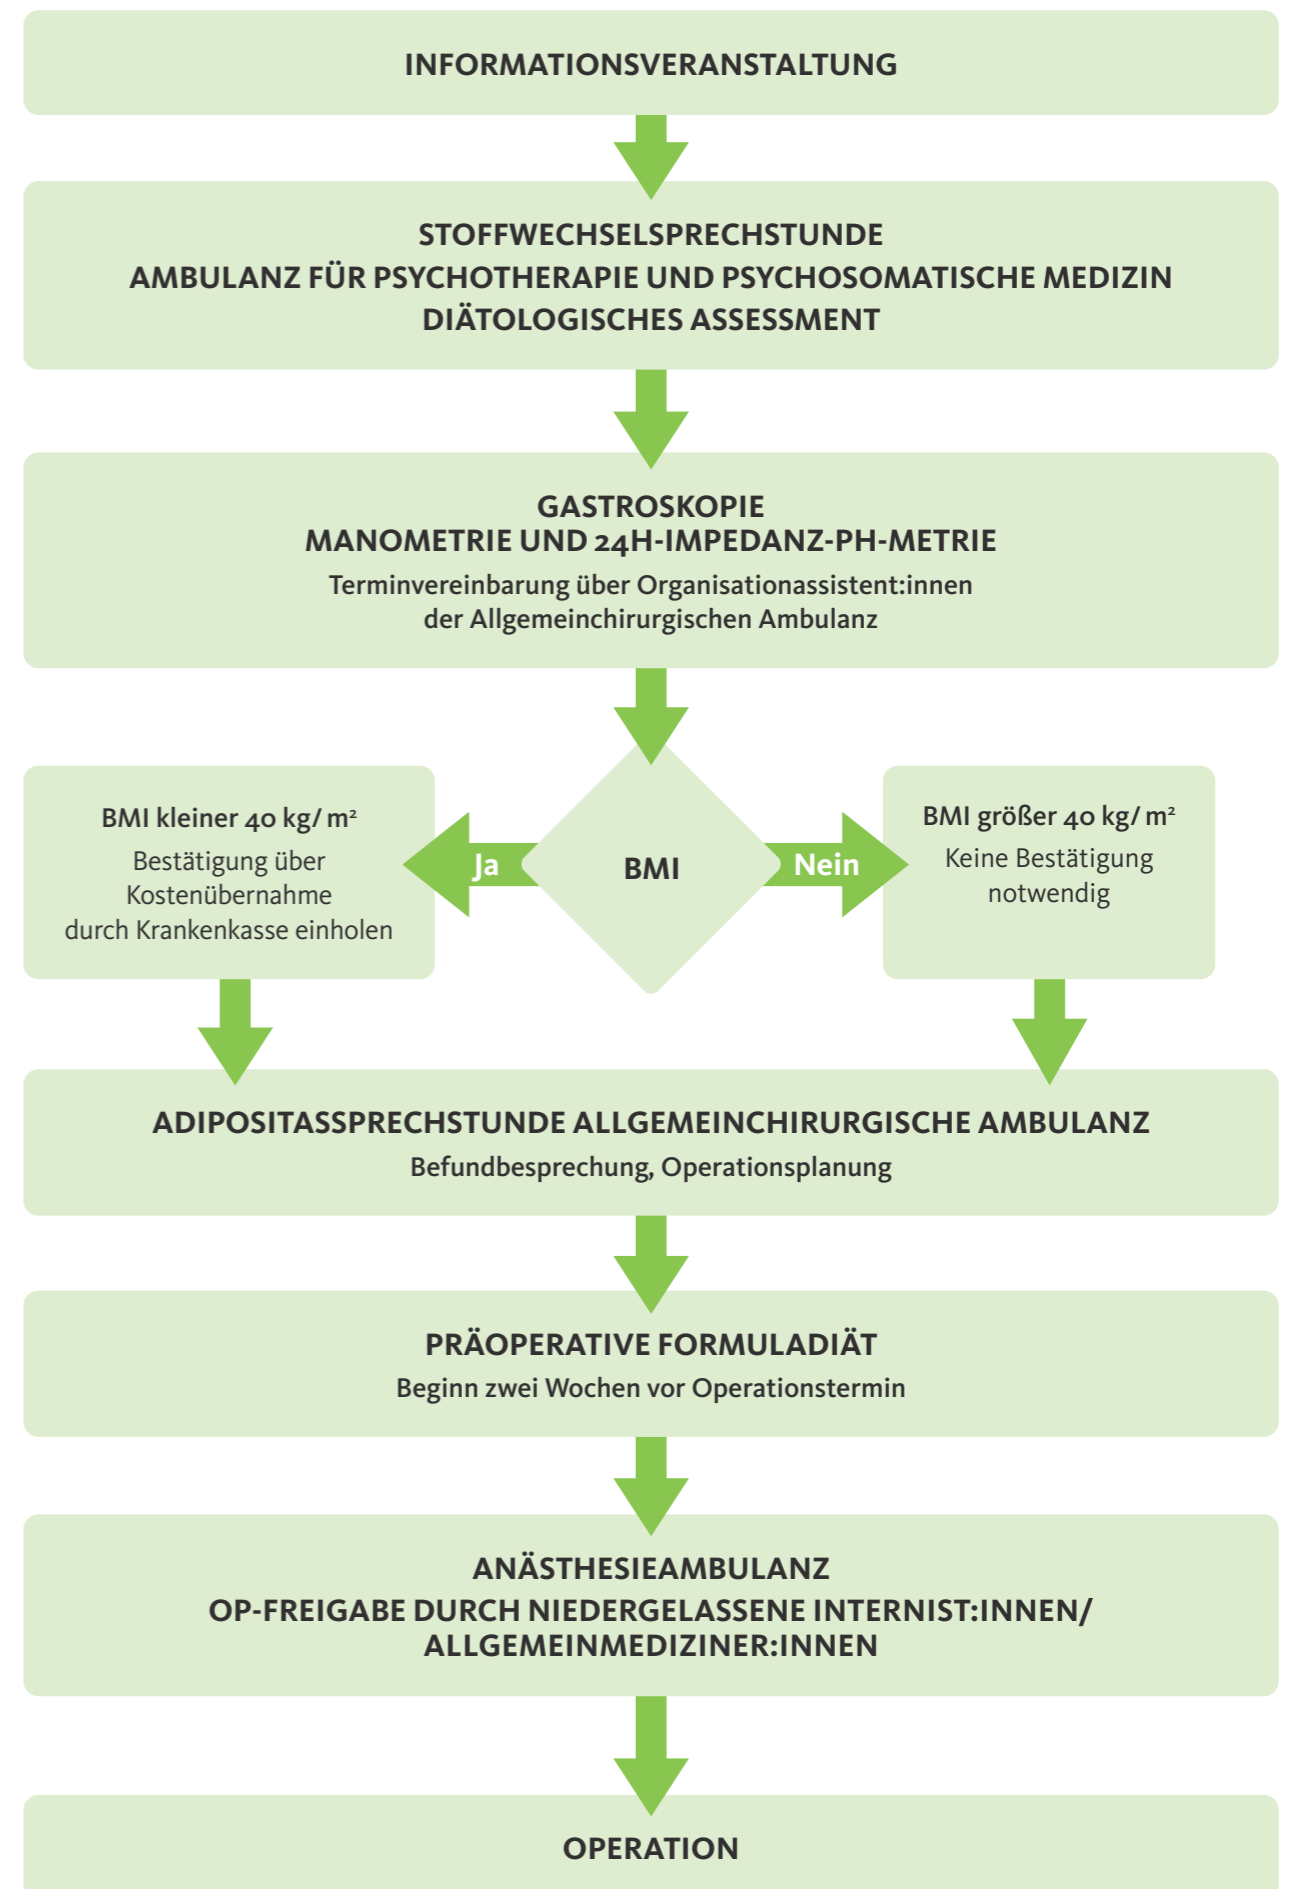 INFORMATIONSVERANSTALTUNG
STOFFWECHSELSPRECHSTUNDE
AMBULANZ FÜR PSYCHOTHERAPIE UND PSYCHOSOMATISCHE MEDIZIN
DIÄTOLOGISCHES ASSESSMENT
GASTROSKOPIE
MANOMETRIE UND 24H-IMPEDANZ-PH-METRIE
Terminvereinbarung über Organisationassistent:innen
der Allgemeinchirurgischen Ambulanz
BMI kleiner 40 kg/ m²
Bestätigung über
Kostenübernahme
durch Krankenkasse einholen
Ja
BMI
Nein
BMI größer 40 kg/ m²
Keine Bestätigung
notwendig
ADIPOSITASSPRECHSTUNDE ALLGEMEINCHIRURGISCHE AMBULANZ
Befundbesprechung, Operationsplanung
PRÄOPERATIVE FORMULADIÄT
Beginn zwei Wochen vor Operationstermin
ANÄSTHESIEAMBULANZ
OP-FREIGABE DURCH NIEDERGELASSENE INTERNIST:INNEN/
ALLGEMEINMEDIZINER:INNEN
OPERATION